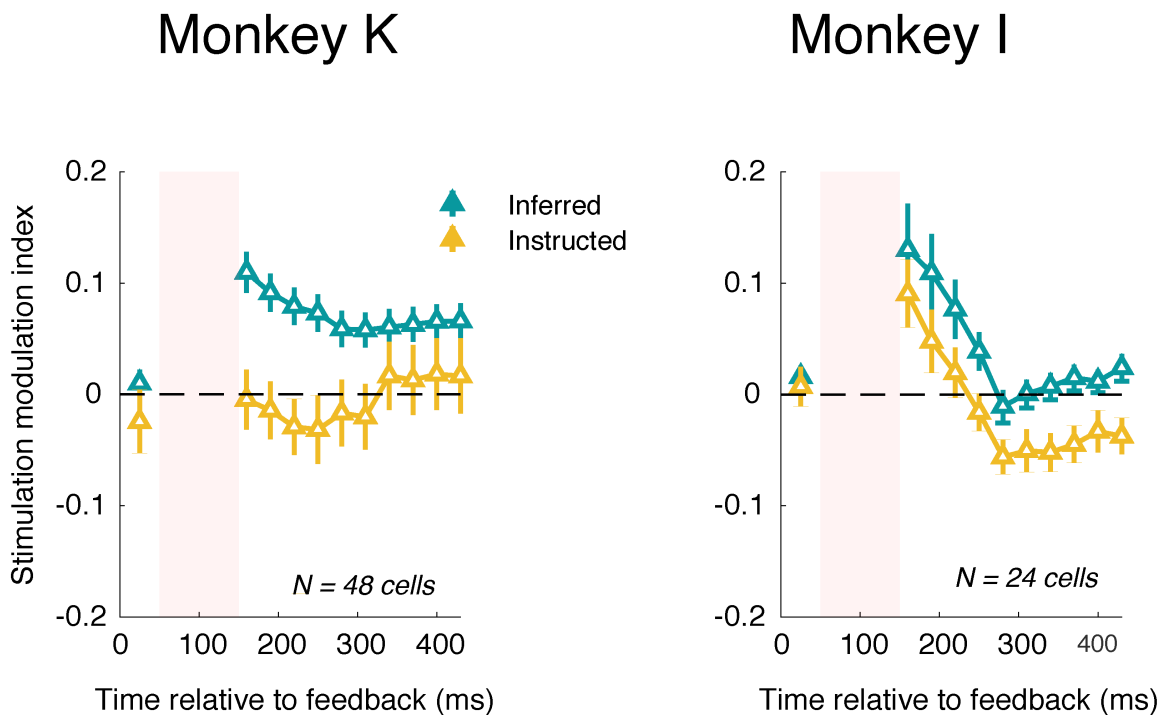 Monkey K
Monkey I
Stimulation modulation index
0.2
0.1
0
-0.1
-0.2
Inferred
Instructed
N = 48 cells
0 100 200 300 400
Time relative to feedback (ms)
0.2
0.1
0
-0.1
-0.2
N = 24 cells
0 100 200 300 400
Time relative to feedback (ms)